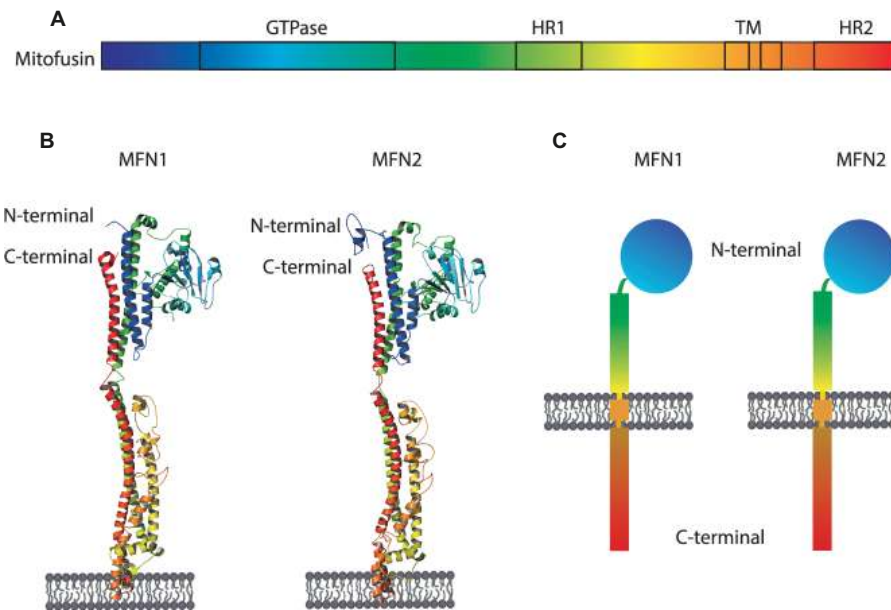 A
GTPase HR1 TM HR2
Mitofusin
B C
MFN1 MFN2 MFN1 MFN2
N-terminal
C-terminal
N-terminal
C-terminal
N-terminal
C-terminal